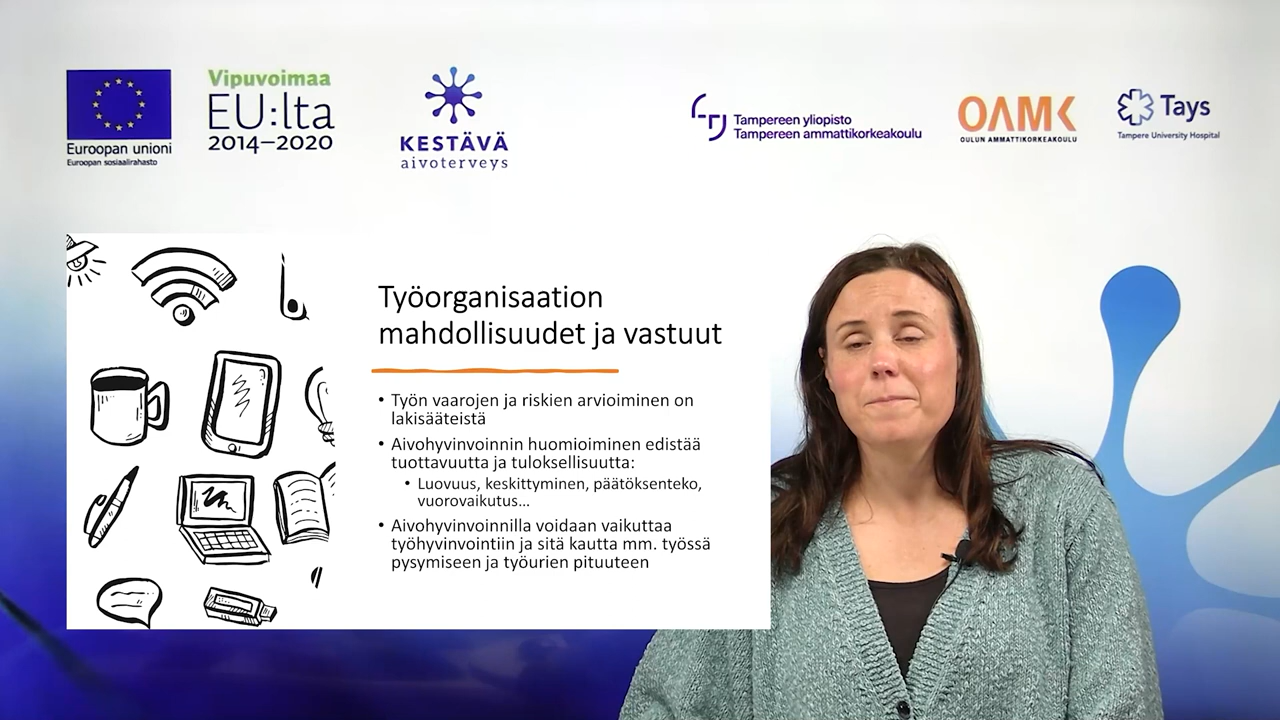 Vipuvoimaa
EU:lta
2014–2020
Euroopan unioni
Euroopan sosiaalirahasto
KESTÄVÄ
aivoterveys
Tampereen yliopisto
Tampereen ammattikorkeakoulu
OAMK
OULUN AMMATTIKORKEAKOULU
Tays
Tampere University Hospital
Työorganisaation
mahdollisuudet ja vastuut
• Työn vaarojen ja riskien arvioiminen on
lakisääteistä
• Aivohyvinvoinnin huomioiminen edistää
tuottavuutta ja tuloksellisuutta:
• Luovuus, keskittyminen, päätöksenteko,
vuorovaikutus...
• Aivohyvinvoinnilla voidaan vaikuttaa
työhyvinvointiin ja sitä kautta mm. työssä
pysymiseen ja työurien pituuteen